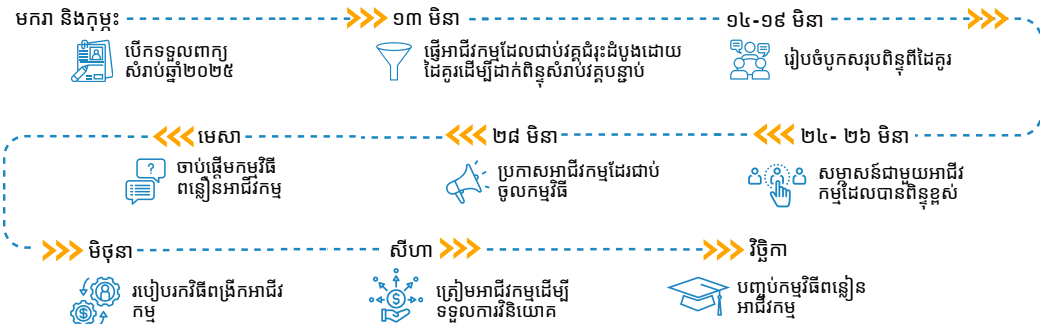 មករា និងកុម្ភះ
បើកទទួលពាក្យ
សំរាប់ឆ្នាំ២០២៥
១៣ មិនា
ផ្ញើអាជីវកម្មដែលជាប់វគ្គជំរុះដំបូងដោយ
ដៃគូរដើម្បីដាក់ពិន្ទុសំរាប់វគ្គបន្ទាប់
១៤-១៩ មិនា
រៀបចំបូកសរុបពិន្ទុពីដៃគូរ
២៤- ២៦ មិនា
សម្ភាសន៍ជាមួយអាជីវ
កម្មដែលបានពិន្ទុខ្ពស់
២៨ មិនា
ប្រកាសអាជីវកម្មដែរជាប់
ចូលកម្មវិធី
មេសា
ចាប់ផ្តើមកម្មវិធី
ពន្លឿនអាជីវកម្ម
មិថុនា
របៀបរកវិធីពង្រីកអាជីវ
កម្ម
សីហា
ត្រៀមអាជីវកម្មដើម្បី
ទទួលការវិនិយោគ
វិច្ឆិកា
បញ្ចប់កម្មវិធីពន្លៀន
អាជីវកម្ម